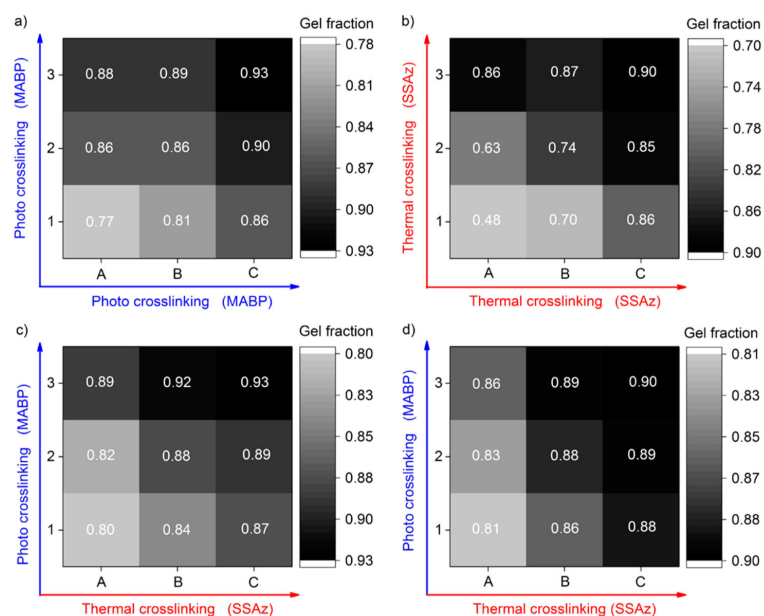 a)
Gel fraction
Photo crosslinking (MABP)
3
0.88 0.89 0.93
2
0.86 0.86 0.90
1
0.77 0.81 0.86
A B C
Photo crosslinking (MABP)
0.78
0.81
0.84
0.87
0.90
0.93
b)
Gel fraction
Thermal crosslinking (SSAz)
3
0.86 0.87 0.90
2
0.63 0.74 0.85
1
0.48 0.70 0.86
A B C
Thermal crosslinking (SSAz)
0.70
0.74
0.78
0.82
0.86
0.90
c)
Gel fraction
Photo crosslinking (MABP)
3
0.89 0.92 0.93
2
0.82 0.88 0.89
1
0.80 0.84 0.87
A B C
Thermal crosslinking (SSAz)
0.80
0.83
0.85
0.88
0.90
0.93
d)
Gel fraction
Photo crosslinking (MABP)
3
0.86 0.89 0.90
2
0.83 0.88 0.89
1
0.81 0.86 0.88
A B C
Thermal crosslinking (SSAz)
0.81
0.83
0.85
0.86
0.88
0.90